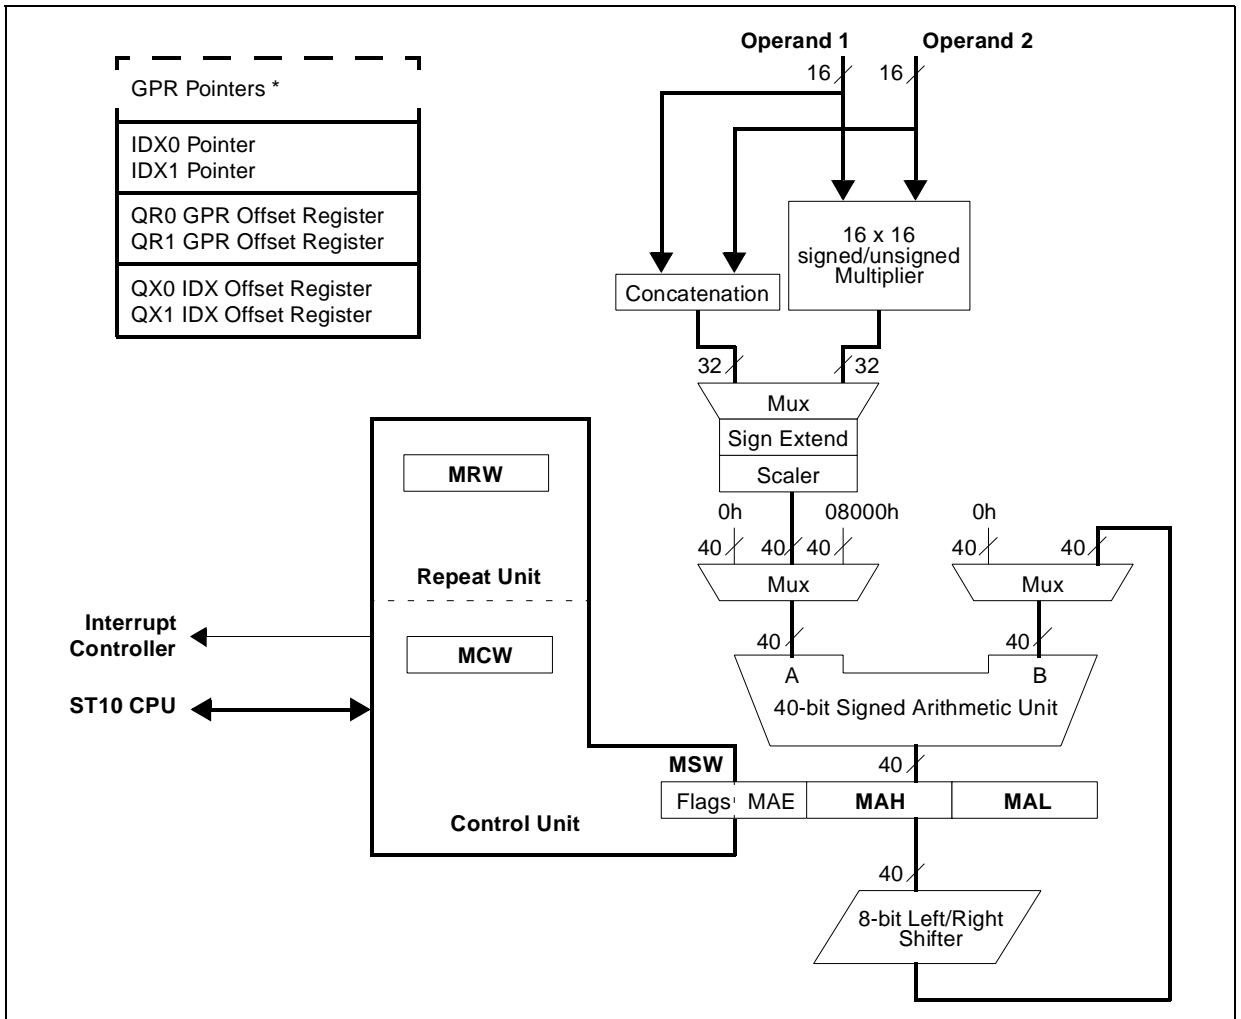 Operand 1 Operand 2
16 16
GPR Pointers *
IDX0 Pointer
IDX1 Pointer
QR0 GPR Offset Register
QR1 GPR Offset Register
QX0 IDX Offset Register
QX1 IDX Offset Register
16 x 16
signed/unsigned
Multiplier
Concatenation
32 32
Mux
Sign Extend
Scaler
MRW
0h 08000h 0h
40 40 40 40 40
Mux Mux
Repeat Unit
Interrupt
Controller
MCW
40 40
A B
ST10 CPU
40-bit Signed Arithmetic Unit
MSW
40
Flags MAE MAH MAL
Control Unit
40
8-bit Left/Right
Shifter